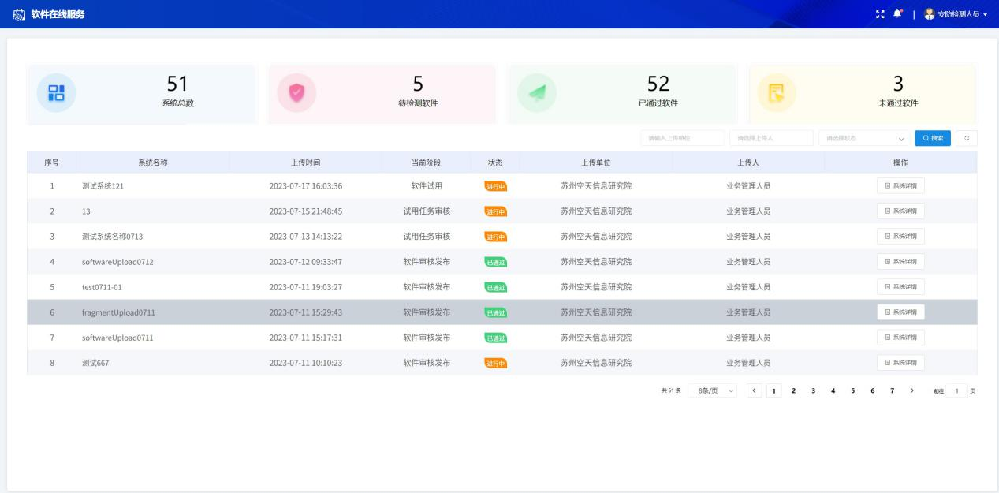 软件在线服务 安防检测人员
51 5 52 3
系统总数 待检测软件 已通过软件 未通过软件
请输入上传单位 请选择上传人 请选择状态 搜索
序号 系统名称 上传时间 当前阶段 状态 上传单位 上传人 操作
1 测试系统121 2023-07-17 16:03:36 软件试用 进行中 苏州空天信息研究院 业务管理人员 系统详情
2 13 2023-07-15 21:48:45 试用任务审核 进行中 苏州空天信息研究院 业务管理人员 系统详情
3 测试系统名称0713 2023-07-13 14:13:22 试用任务审核 进行中 苏州空天信息研究院 业务管理人员 系统详情
4 softwareUpload0712 2023-07-12 09:33:47 软件审核发布 已通过 苏州空天信息研究院 业务管理人员 系统详情
5 test0711-01 2023-07-11 19:03:27 软件审核发布 已通过 苏州空天信息研究院 业务管理人员 系统详情
6 fragmentUpload0711 2023-07-11 15:29:43 软件审核发布 已通过 苏州空天信息研究院 业务管理人员 系统详情
7 softwareUpload0711 2023-07-11 15:17:31 软件审核发布 已通过 苏州空天信息研究院 业务管理人员 系统详情
8 测试667 2023-07-11 10:10:23 软件审核发布 进行中 苏州空天信息研究院 业务管理人员 系统详情
共 51 条 8条/页 1 2 3 4 5 6 7 前往 1 页